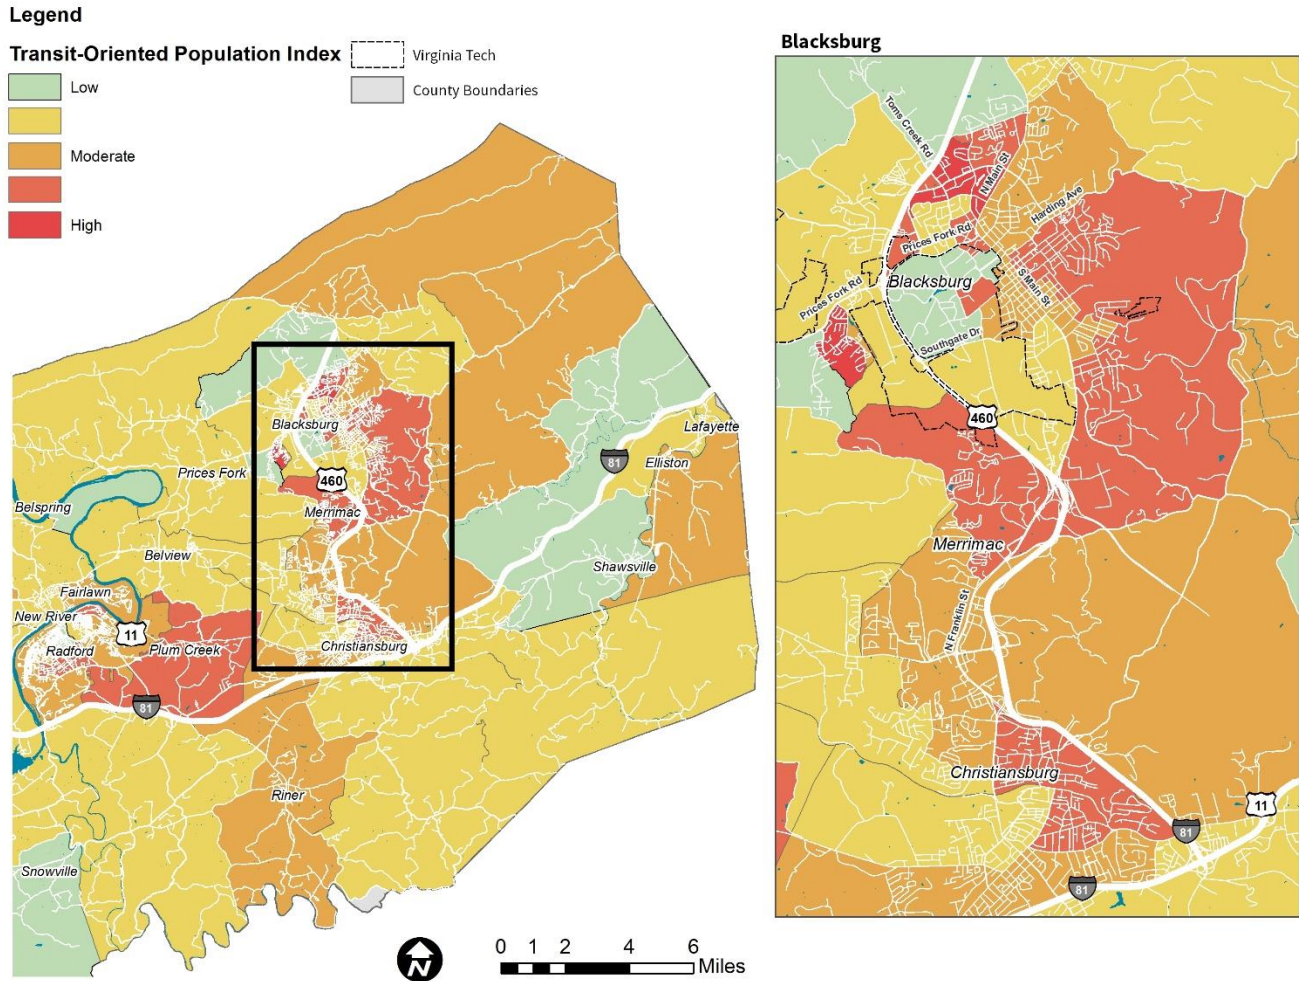 Legend
Transit-Oriented Population Index
Low
Moderate
High
Virginia Tech
County Boundaries
Blacksburg
Prices Fork
460
Merrimac
Belspring
Belview
Fairlawn
New River
11
Radford
Plum Creek
Christiansburg
81
Riner
Snowville
81
Lafayette
Elliston
Shawsville
N
0 1 2 4 6
Miles
Blacksburg
Toms Creek Rd
N Main St
Harding Ave
Prices Fork Rd
Blacksburg
S Main St
Prices Fork Rd
Southgate Dr
460
Merrimac
N Franklin St
Christiansburg
11
81
81